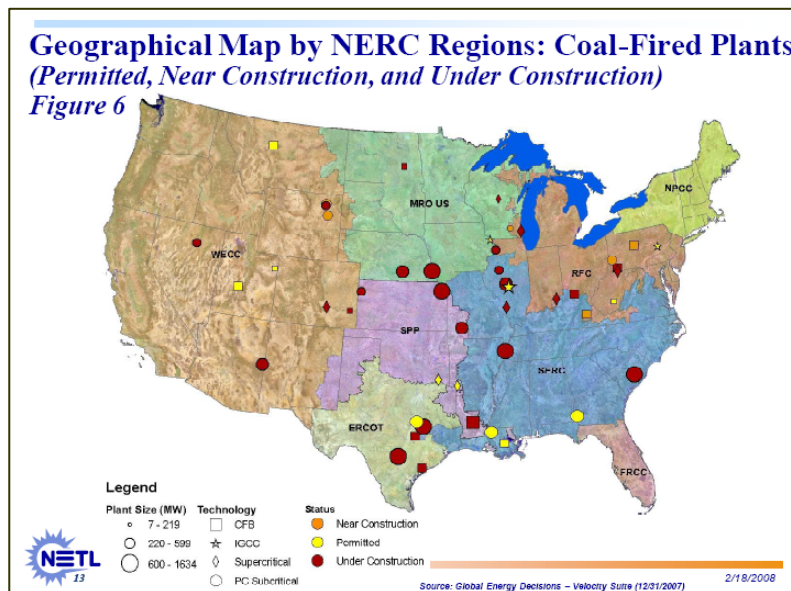 Geographical Map by NERC Regions: Coal-Fired Plants
(Permitted, Near Construction, and Under Construction)
Figure 6
NPCC
MRO US
WECC
RFC
SPP
SERC
ERCOT
FRCC
Legend
Plant Size (MW) Technology Status
7 - 219 CFB Near Construction
220 - 599 IGCC Permitted
600 - 1634 Supercritical Under Construction
PC Subcritical
NETL
13
Source: Global Energy Decisions – Velocity Suite (12/31/2007)
2/18/2008